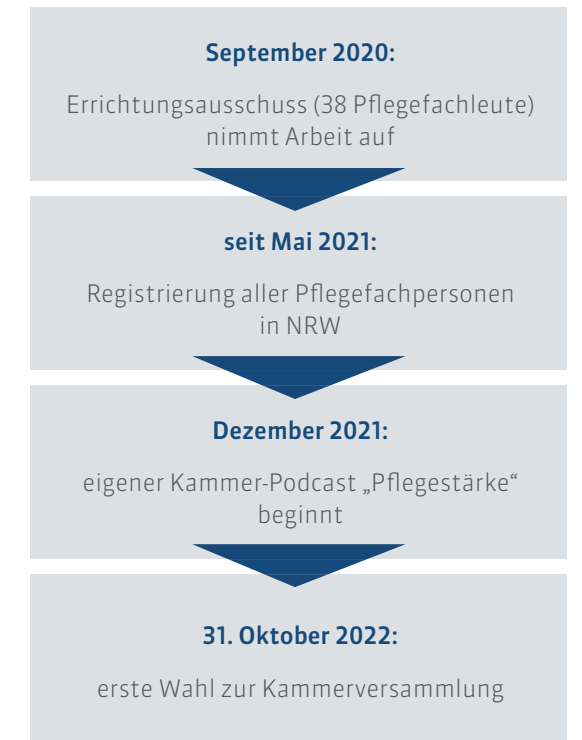 September 2020:
Errichtungsausschuss (38 Pflegefachleute)
nimmt Arbeit auf
seit Mai 2021:
Registrierung aller Pflegefachpersonen
in NRW
Dezember 2021:
eigener Kammer-Podcast „Pflegestärke“
beginnt
31. Oktober 2022:
erste Wahl zur Kammerversammlung